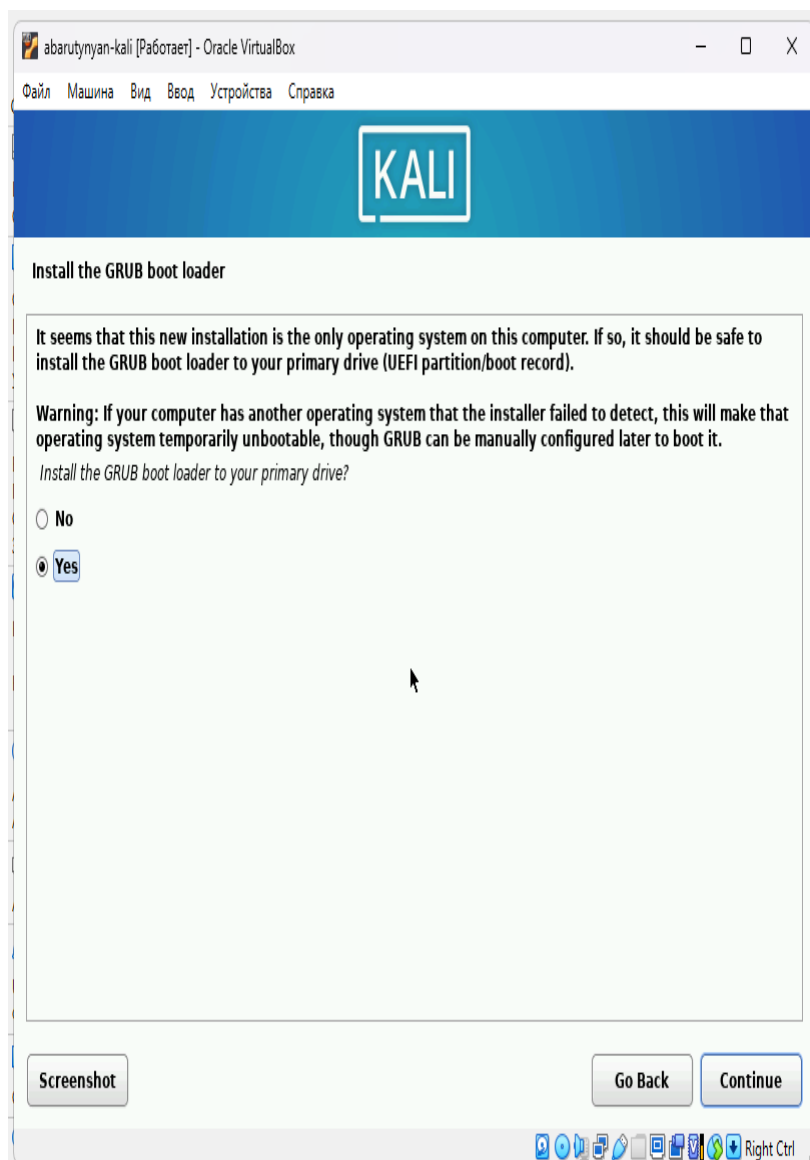 abarutynyan-kali [Работает] - Oracle VirtualBox
Файл Машина Вид Ввод Устройства Справка
KALI
Install the GRUB boot loader
It seems that this new installation is the only operating system on this computer. If so, it should be safe to
install the GRUB boot loader to your primary drive (UEFI partition/boot record).
Warning: If your computer has another operating system that the installer failed to detect, this will make that
operating system temporarily unbootable, though GRUB can be manually configured later to boot it.
Install the GRUB boot loader to your primary drive?
No
Yes
Screenshot
Go Back
Continue
Right Ctrl